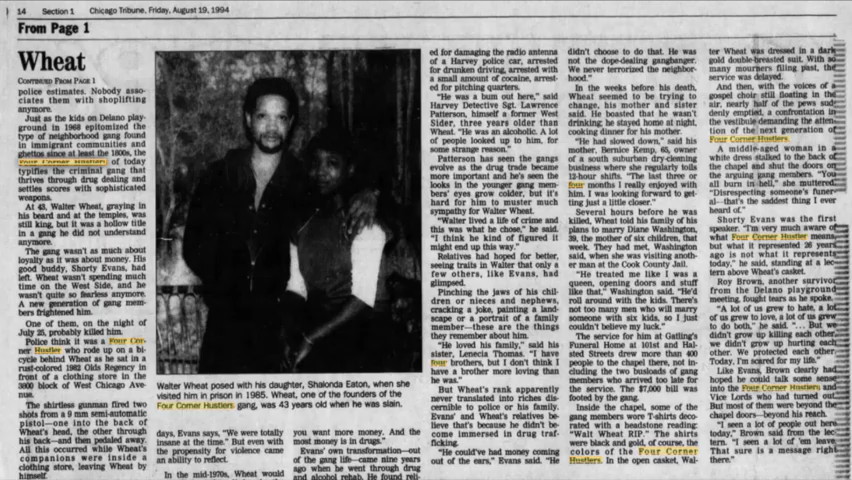 14 Section 1 Chicago Tribune, Friday, August 19, 1994
From Page 1
Wheat
CONTINUED FROM PAGE 1
police estimates. Nobody asso-
ciates them with shoplifting
anymore.
Just as the kids on Delano play-
ground in 1968 epitomized the
type of neighborhood gang found
in immigrant communities and
ghettos since at least the 1800s, the
Four Corner Hustlers of today
typifies the criminal gang that
thrives through drug dealing and
settles scores with sophisticated
weapons.
At 43, Walter Wheat, graying in
his beard and at the temples, was
still king, but it was a hollow title
in a gang he did not understand
anymore.
The gang wasn't as much about
loyalty as it was about money. His
good buddy, Shorty Evans, had
left. Wheat wasn't spending much
time on the West Side, and he
wasn't quite so fearless anymore.
A new generation of gang mem-
bers frightened him.
One of them, on the night of
July 25, probably killed him.
Police think it was a Four Cor-
ner Hustler who rode up on a bi-
cycle behind Wheat as he sat in a
rust-colored 1982 Olds Regency in
front of a clothing store in the
3000 block of West Chicago Ave-
nue.
The shirtless gunman fired two
shots from a 9 mm semi-automatic
pistol—one into the back of
Wheat's head, the other through
his back—and then pedaled away.
All this occurred while Wheat's
companions were inside a
clothing store, leaving Wheat by
himself.
Walter Wheat posed with his daughter, Shalonda Eaton, when she
visited him in prison in 1985. Wheat, one of the founders of the
Four Corner Hustlers gang, was 43 years old when he was slain.
days, Evans says, "We were totally
insane at the time." But even with
the propensity for violence came
an ability to reflect.
In the mid-1970s, Wheat would
you want more money. And the
most money is in drugs."
Evans' own transformation—out
of the gang life—came nine years
ago when he went through drug
and alcohol rehab. He found reli-
ed for damaging the radio antenna
of a Harvey police car, arrested
for drunken driving, arrested with
a small amount of cocaine, arrest-
ed for pitching quarters.
"He was a bum out here," said
Harvey Detective Sgt. Lawrence
Patterson, himself a former West
Sider, three years older than
Wheat. "He was an alcoholic. A lot
of people looked up to him, for
some strange reason."
Patterson has seen the gangs
evolve as the drug trade became
more important and he's seen the
looks in the younger gang mem-
bers' eyes grow colder, but it's
hard for him to muster much
sympathy for Walter Wheat.
"Walter lived a life of crime and
this was what he chose," he said.
"I think he kind of figured it
might end up this way."
Relatives had hoped for better,
seeing traits in Walter that only a
few others, like Evans, had
glimpsed.
Pinching the jaws of his chil-
dren or nieces and nephews,
cracking a joke, painting a land-
scape or a portrait of a family
member—these are the things
they remember about him.
"He loved his family," said his
sister, Lenecia Thomas. "I have
four brothers, but I don't think I
have a brother more loving than
he was."
But Wheat's rank apparently
never translated into riches dis-
cernible to police or his family.
Evans' and Wheat's relatives be-
lieve that's because he didn't be-
come immersed in drug traf-
ficking.
"He could've had money coming
out of the ears," Evans said. "He
didn't choose to do that. He was
not the dope-dealing gangbanger.
We never terrorized the neighbor-
hood."
In the weeks before his death,
Wheat seemed to be trying to
change, his mother and sister
said. He boasted that he wasn't
drinking; he stayed home at night,
cooking dinner for his mother.
"He had slowed down," said his
mother, Bernice Kemp, 65, owner
of a south suburban dry-cleaning
business where she regularly toils
12-hour shifts. "The last three or
four months I really enjoyed with
him. I was looking forward to get-
ting just a little closer."
Several hours before he was
killed, Wheat told his family of his
plans to marry Diane Washington,
39, the mother of six children, that
week. They had met, Washington
said, when she was visiting anoth-
er man at the Cook County Jail.
"He treated me like I was a
queen, opening doors and stuff
like that," Washington said. "He'd
roll around with the kids. There's
not too many men who will marry
someone with six kids, so I just
couldn't believe my luck."
The service for him at Gatling's
Funeral Home at 101st and Hal-
sted Streets drew more than 400
people to the chapel there, not in-
cluding the two busloads of gang
members who arrived too late for
the service. The $7,000 bill was
footed by the gang.
Inside the chapel, some of the
gang members wore T-shirts deco-
rated with a headstone reading:
"Walt Wheat RIP." The shirts
were black and gold, of course, the
colors of the Four Corner
Hustlers. In the open casket, Wal-
ter Wheat was dressed in a dark
gold double-breasted suit. With so
many mourners filing past, the
service was delayed.
And then, with the voices of a
gospel choir still floating in the
air, nearly half of the pews sud-
denly emptied, a confrontation in
the vestibule demanding the atten-
tion of the next generation of
Four Corner Hustlers.
A middle-aged woman in a
white dress stalked to the back of
the chapel and shut the doors on
the arguing gang members. "You
all burn in hell," she muttered.
"Disrespecting someone's funer-
al—that's the saddest thing I ever
heard of."
Shorty Evans was the first
speaker. "I'm very much aware of
what Four Corner Hustler means,
but what it represented 26 years
ago is not what it represents
today," he said, standing at a lec-
tern above Wheat's casket.
Roy Brown, another survivor
from the Delano playground
meeting, fought tears as he spoke.
"A lot of us grew to hate, a lot
of us grew to love, a lot of us grew
to do both," he said. "... But we
didn't grow up killing each other,
we didn't grow up hurting each
other. We protected each other.
Today, I'm scared for my life."
Like Evans, Brown clearly had
hoped he could talk some sense
into the Four Corner Hustlers and
Vice Lords who had turned out.
But most of them were beyond the
chapel doors—beyond his reach.
"I seen a lot of people out here
today," Brown said from the lec-
tern. "I seen a lot of 'em leave.
That sure is a message right
there."